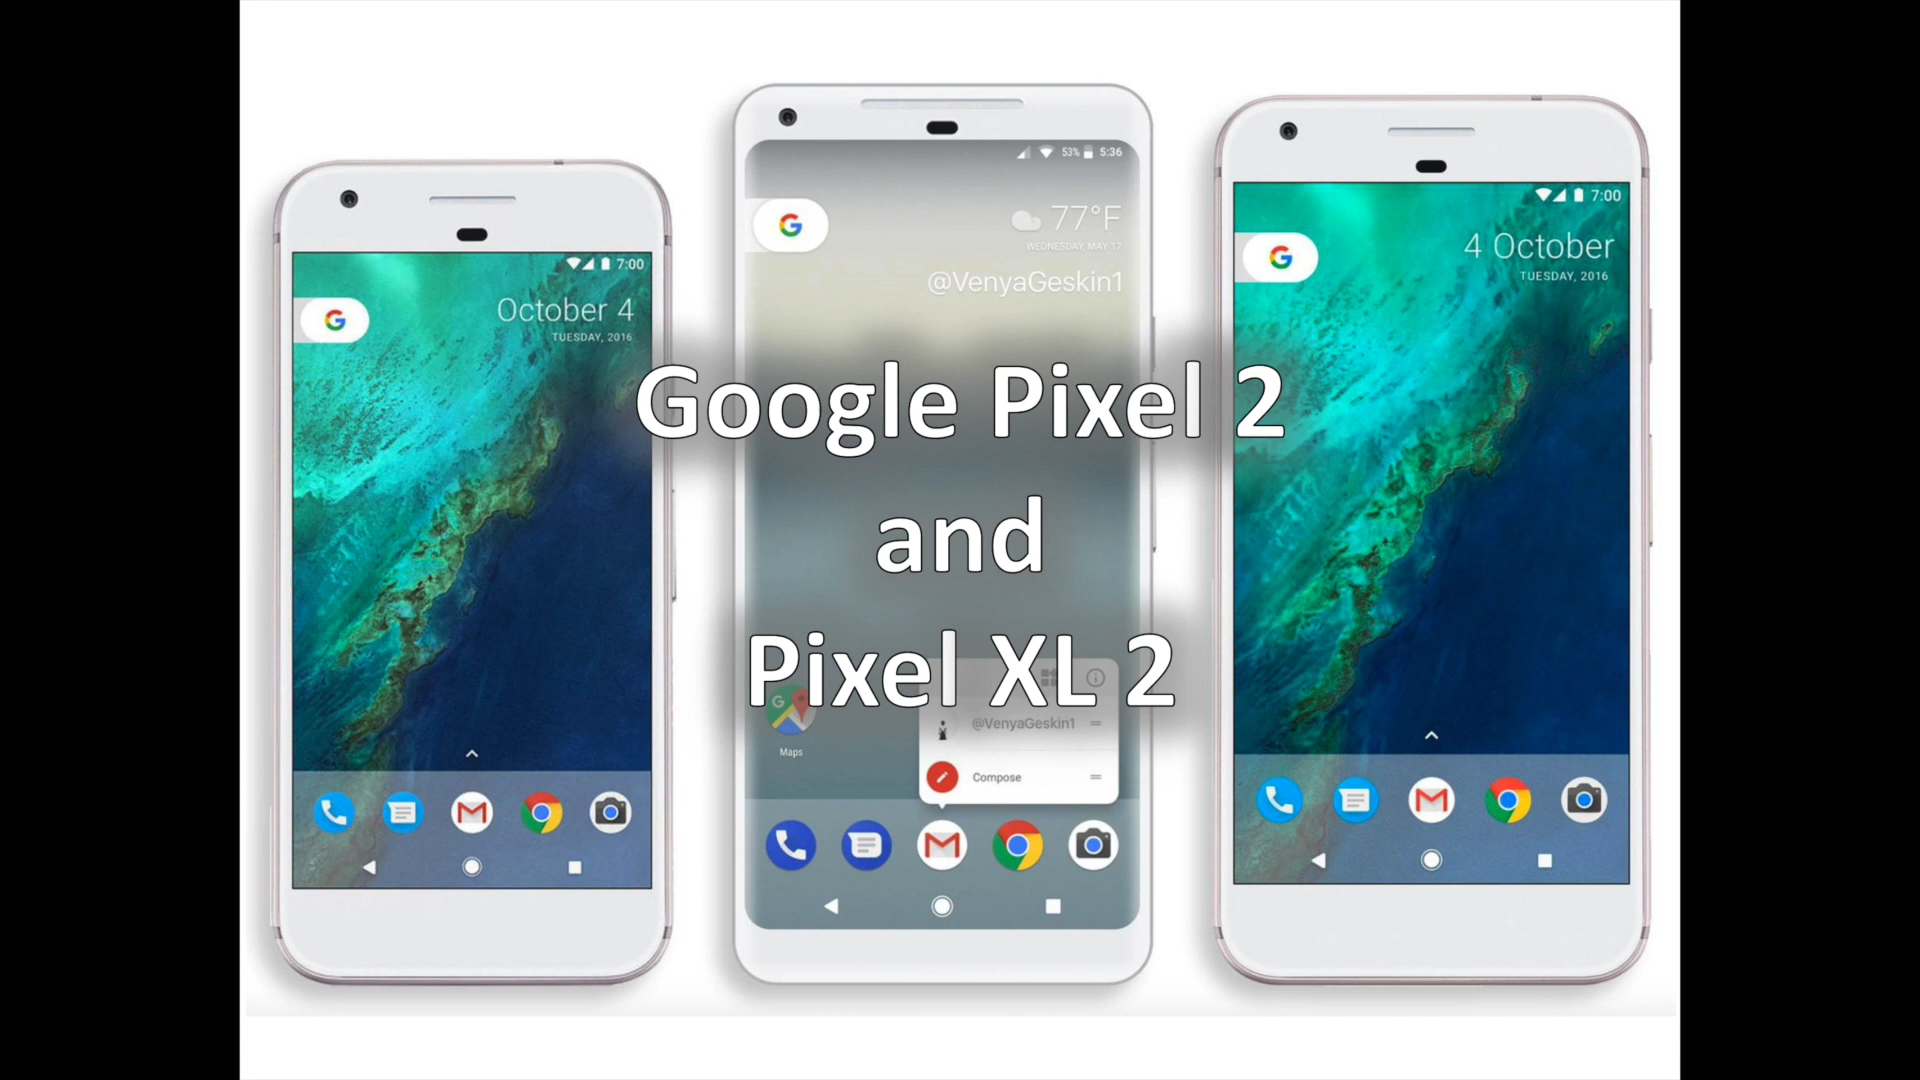 7:00
October 4
TUESDAY, 2016
53% 5:36
G
77°F
WEDNESDAY, MAY 17
@VenyaGeskin1
7:00
G
4 October
TUESDAY, 2016
G
Google Pixel 2
and
Pixel XL 2
G
Maps
@VenyaGeskin1
Compose